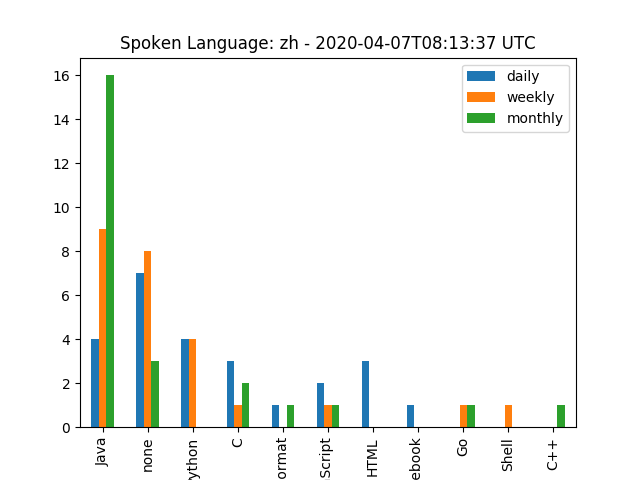 Spoken Language: zh - 2020-04-07T08:13:37 UTC
daily
weekly
monthly
16
14
12
10
8
6
4
2
0
Java
none
ython
C
ormat
Script
HTML
ebook
Go
Shell
C++